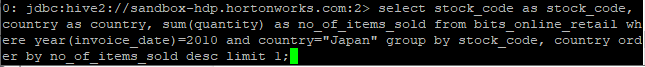 0: jdbc:hive2://sandbox-hdp.hortonworks.com:2> select stock_code as stock_code,
country as country, sum(quantity) as no_of_items_sold from bits_online_retail wh
ere year(invoice_date)=2010 and country="Japan" group by stock_code, country ord
er by no_of_items_sold desc limit 1;